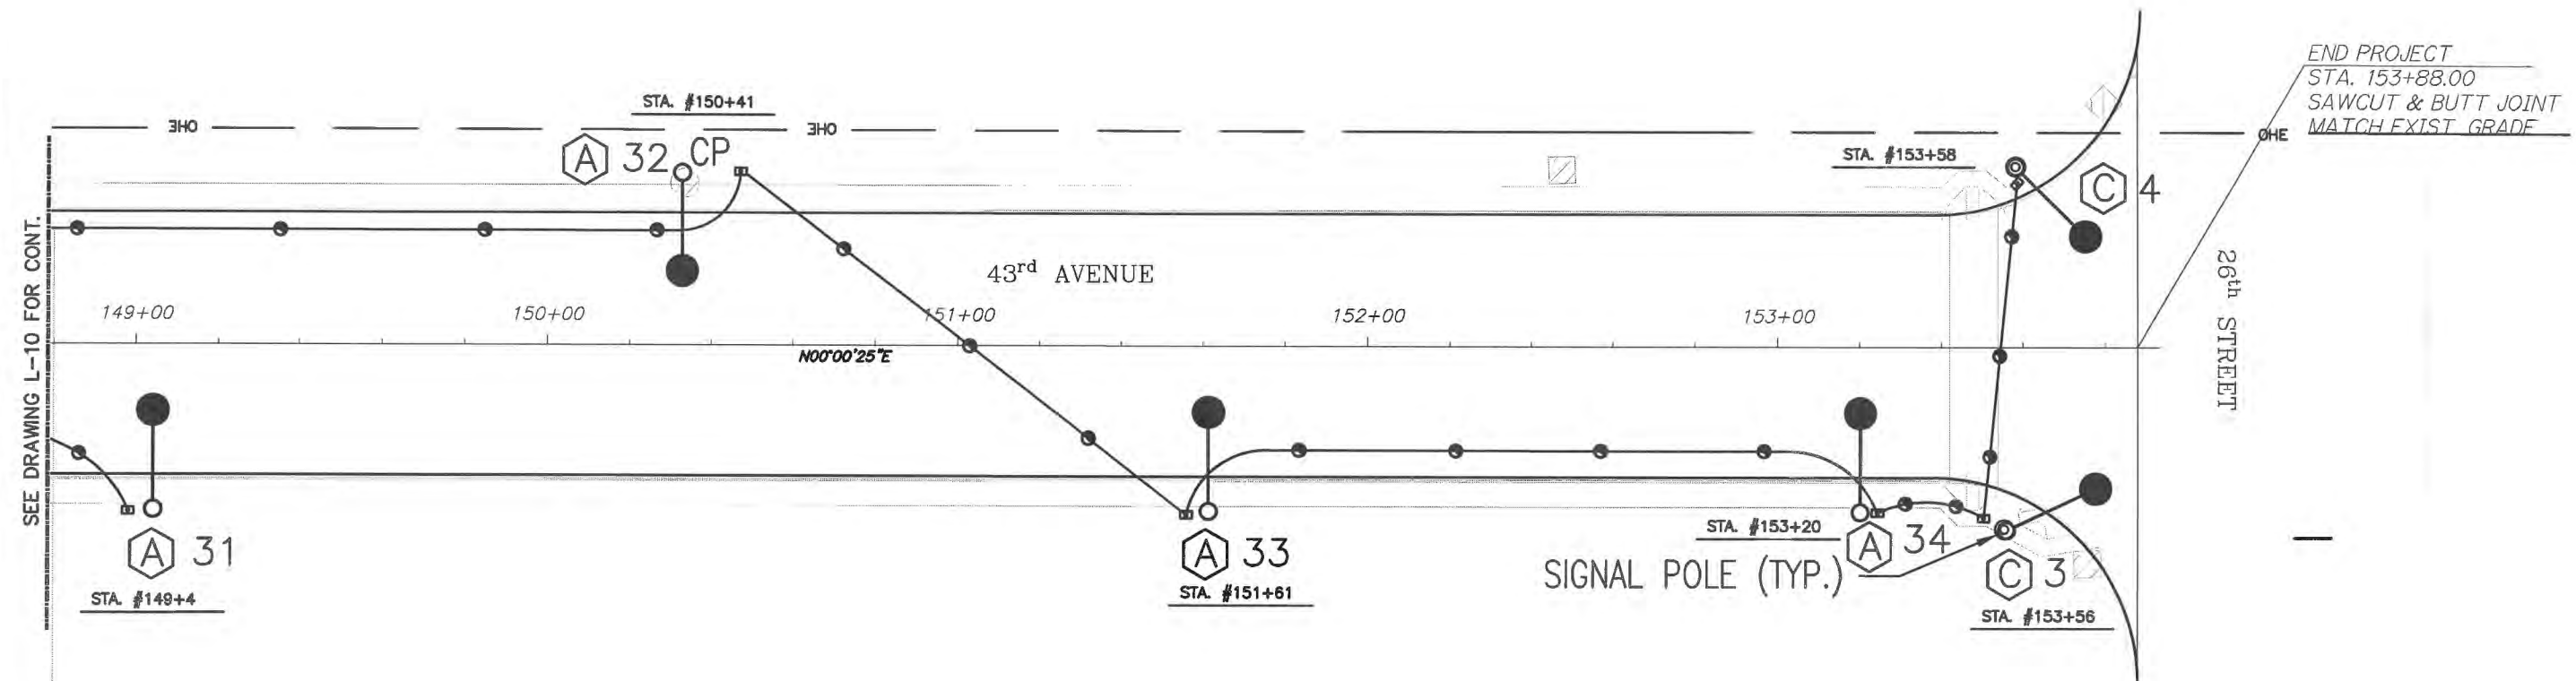 END PROJECT
STA. 153+88.00
SAWCUT & BUTT JOINT
MATCH EXIST GRADE
STA. #150+41
OHE
OHE
OHE
A 32 CP
STA. #153+58
C 4
SEE DRAWING L-10 FOR CONT.
43rd AVENUE
26th STREET
149+00
150+00
151+00
152+00
153+00
N00°00'25"E
A 31
STA. #149+4
A 33
STA. #151+61
STA. #153+20
A 34
SIGNAL POLE (TYP.)
C 3
STA. #153+56